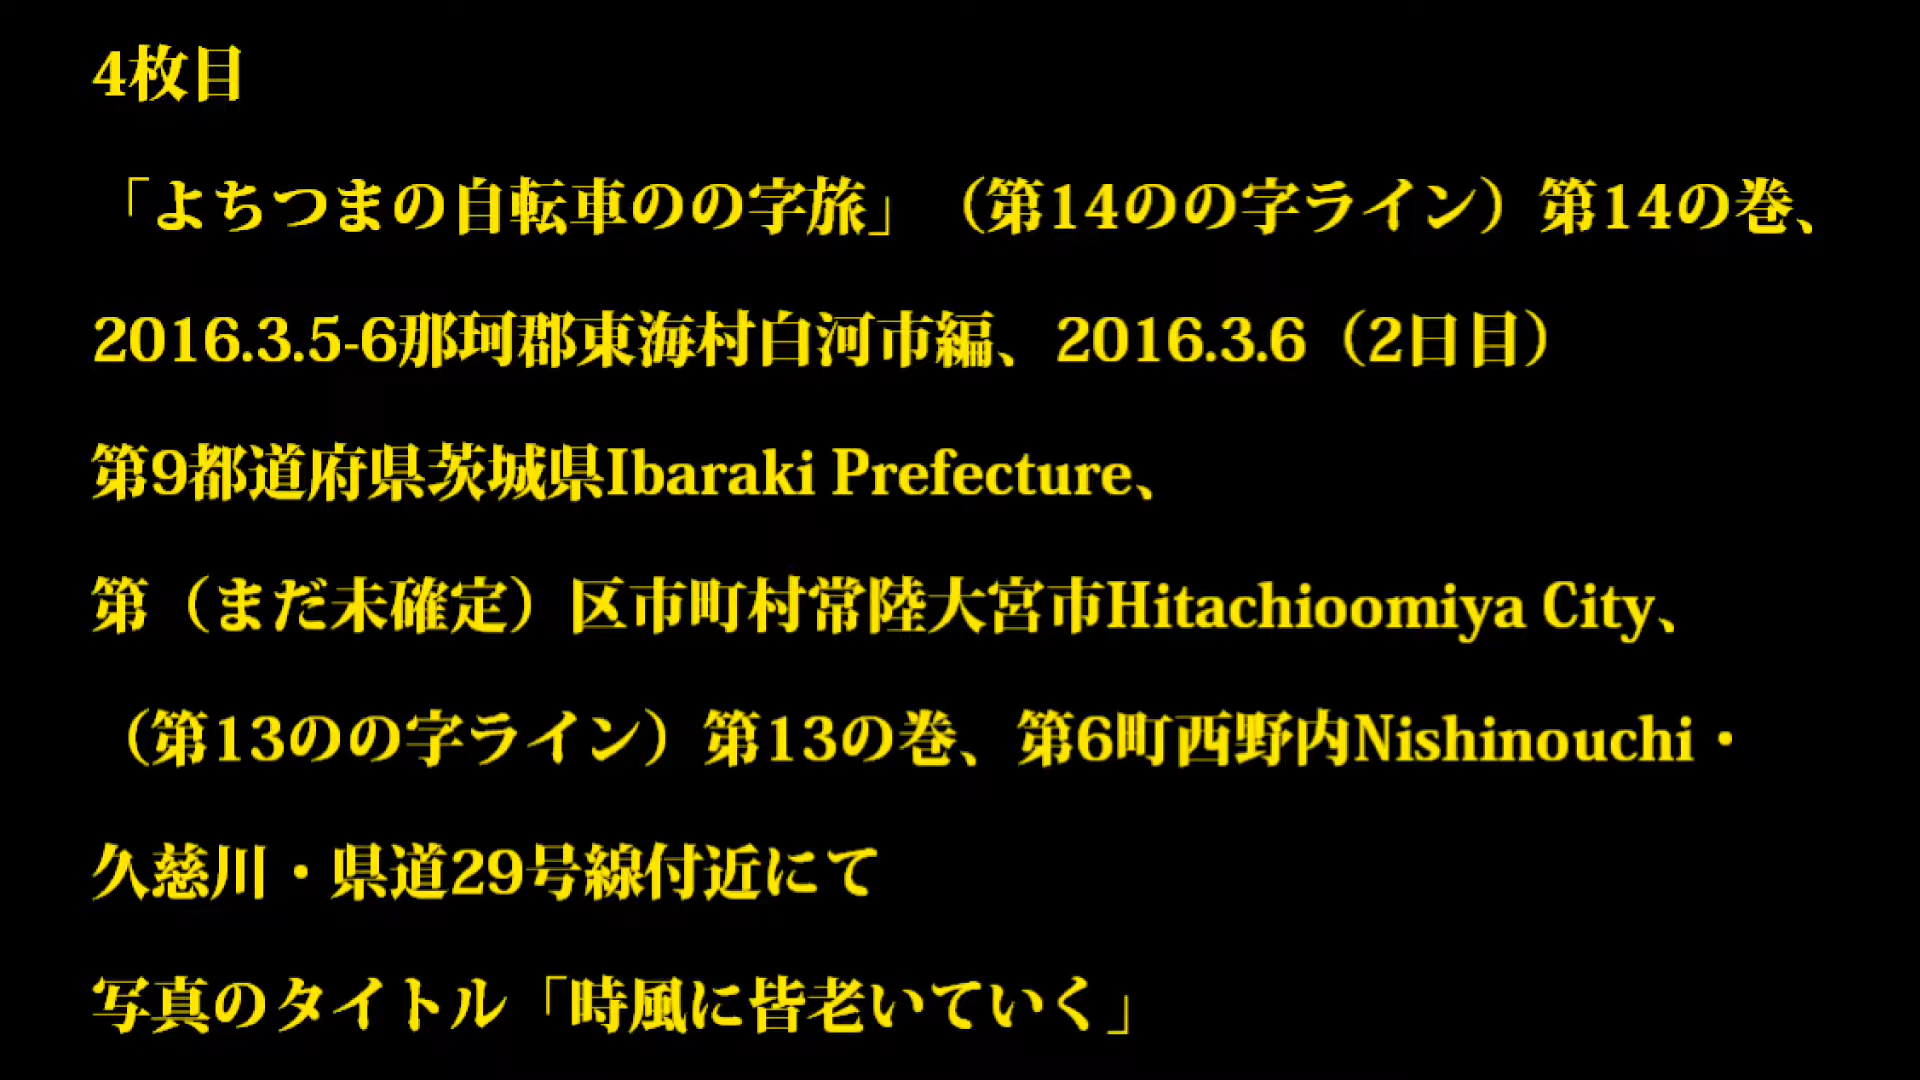 4枚目
「よちつまの自転車のの字旅」（第14のの字ライン）第14の巻、
2016.3.5-6那珂郡東海村白河市編、2016.3.6（2日目）
第9都道府県茨城県Ibaraki Prefecture、
第（まだ未確定）区市町村常陸大宮市Hitachioomiya City、
（第13のの字ライン）第13の巻、第6町西野内Nishinouchi・
久慈川・県道29号線付近にて
写真のタイトル「時風に皆老いていく」